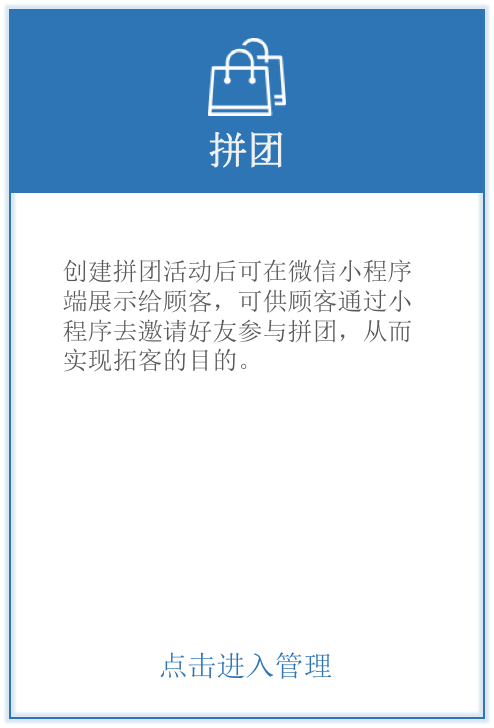 拼团
创建拼团活动后可在微信小程序
端展示给顾客，可供顾客通过小
程序去邀请好友参与拼团，从而
实现拓客的目的。
点击进入管理